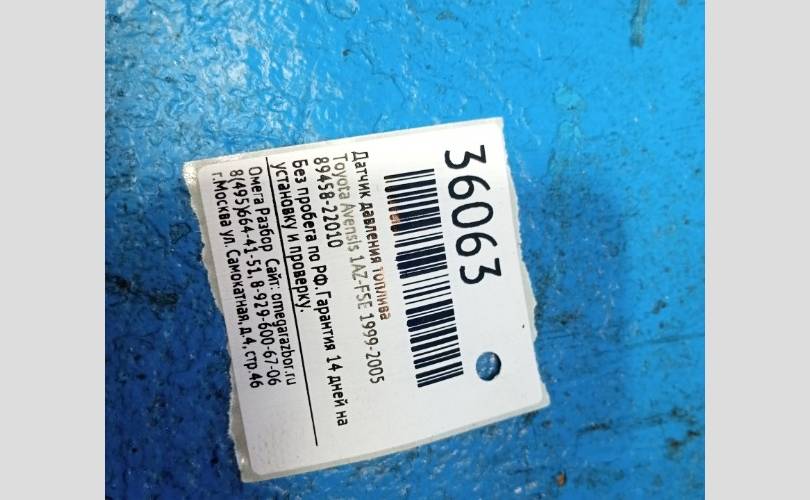 36063
Датчик давления топлива
Toyota Avensis 1AZ-FSE 1999-2005
89458-22010
Без пробега по РФ. Гарантия 14 дней на
установку и проверку.
Омега Разбор Сайт: omegarazbor.ru
8(495)664-41-51, 8-929-600-67-06
г.Москва ул. Самокатная, д.4, стр.46